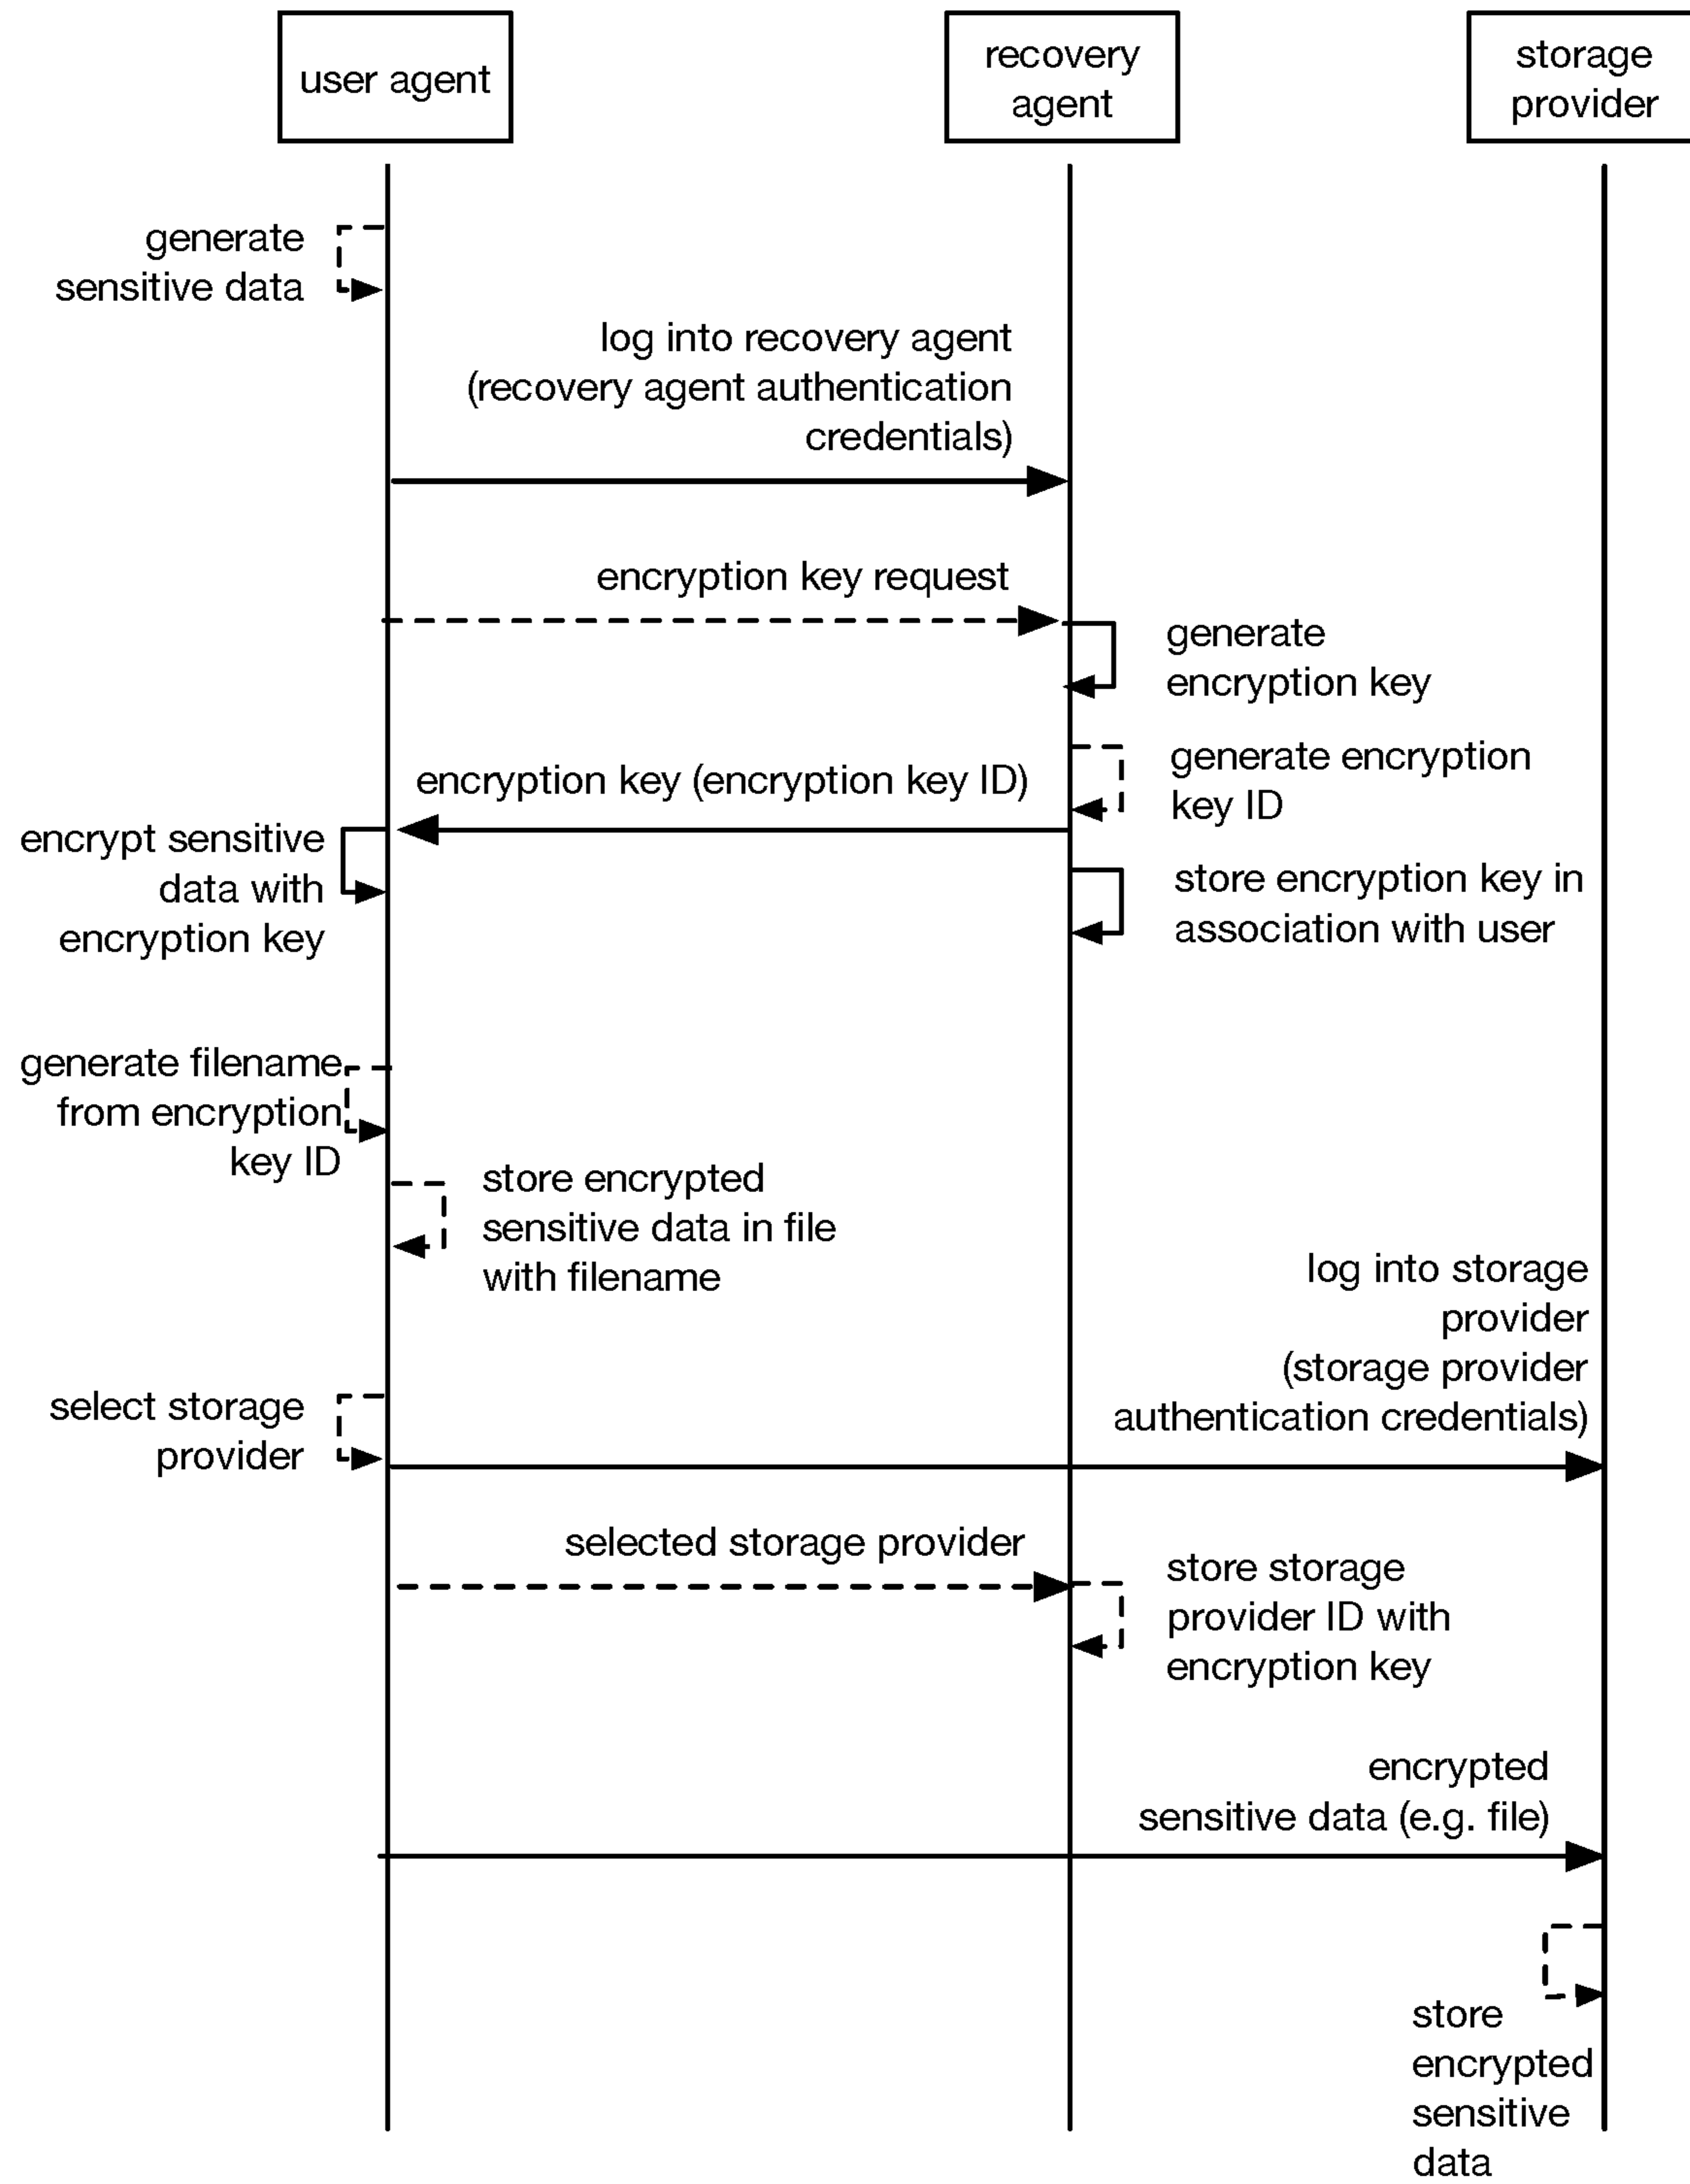 user agent
recovery
agent
storage
provider
generate
sensitive data
log into recovery agent
(recovery agent authentication
credentials)
encryption key request
generate
encryption key
generate encryption
key ID
encryption key (encryption key ID)
encrypt sensitive
data with
encryption key
store encryption key in
association with user
generate filename
from encryption
key ID
store encrypted
sensitive data in file
with filename
log into storage
provider
(storage provider
authentication credentials)
select storage
provider
selected storage provider
store storage
provider ID with
encryption key
encrypted
sensitive data (e.g. file)
store
encrypted
sensitive
data